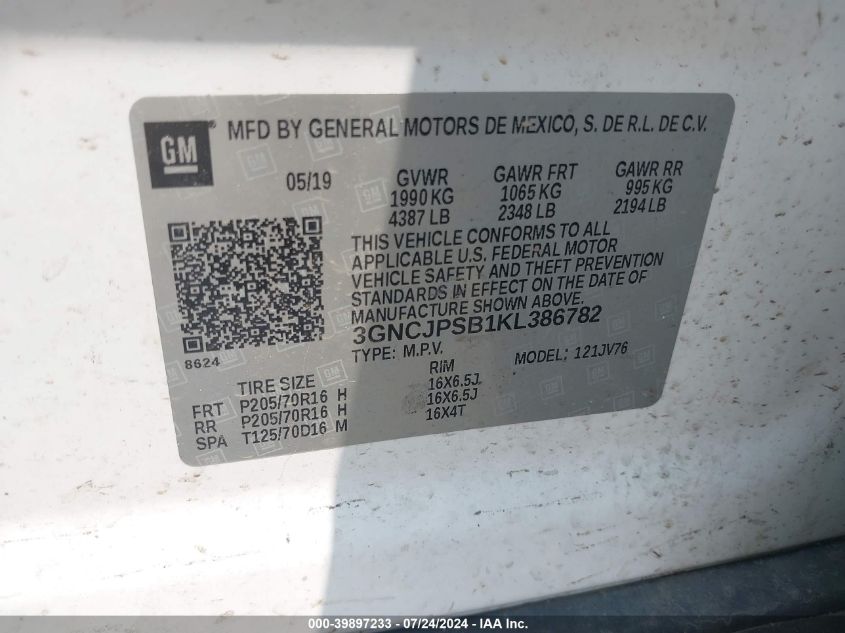 GM
MFD BY GENERAL MOTORS DE MEXICO, S. DE R.L. DE C.V.
05/19 GVWR GAWR FRT GAWR RR
1990 KG 1065 KG 995 KG
4387 LB 2348 LB 2194 LB
THIS VEHICLE CONFORMS TO ALL
APPLICABLE U.S. FEDERAL MOTOR
VEHICLE SAFETY AND THEFT PREVENTION
STANDARDS IN EFFECT ON THE DATE OF
MANUFACTURE SHOWN ABOVE.
3GNCJPSB1KL386782
8624 TYPE: M.P.V. MODEL: 121JV76
TIRE SIZE RIM
FRT P205/70R16 H 16X6.5J
RR P205/70R16 H 16X6.5J
SPA T125/70D16 M 16X4T
000-39897233 - 07/24/2024 - COPYRIGHT IAA, LLC. - IAAI.COM